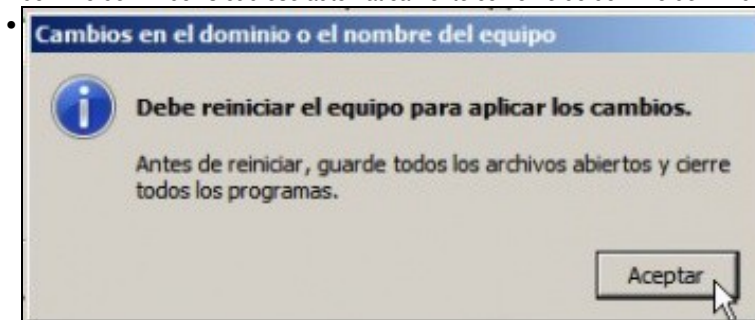 Cambios en el dominio o el nombre del equipo
Debe reiniciar el equipo para aplicar los cambios.
Antes de reiniciar, guarde todos los archivos abiertos y cierre
todos los programas.
Aceptar